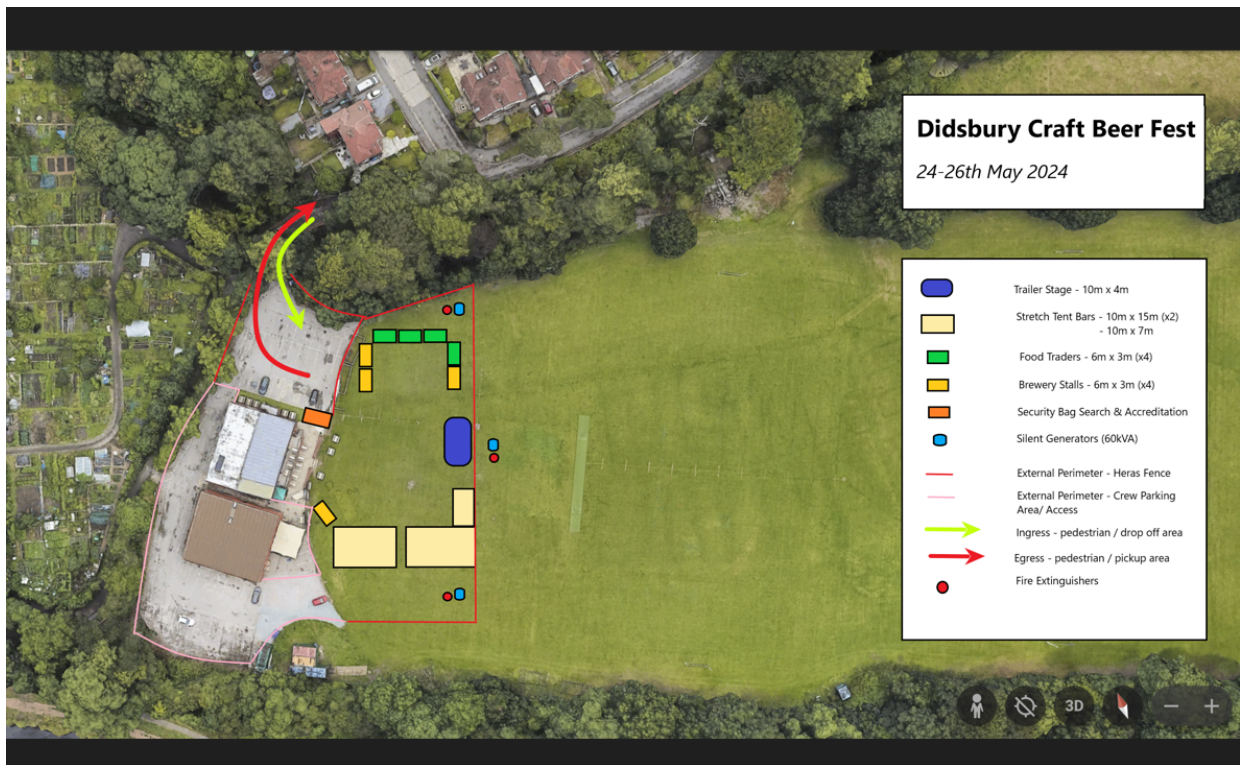 Didsbury Craft Beer Fest
24-26th May 2024
Trailer Stage - 10m x 4m
Stretch Tent Bars - 10m x 15m (x2)
- 10m x 7m
Food Traders - 6m x 3m (x4)
Brewery Stalls - 6m x 3m (x4)
Security Bag Search & Accreditation
Silent Generators (60kVA)
External Perimeter - Heras Fence
External Perimeter - Crew Parking
Area/ Access
Ingress - pedestrian / drop off area
Egress - pedestrian / pickup area
Fire Extinguishers
3D